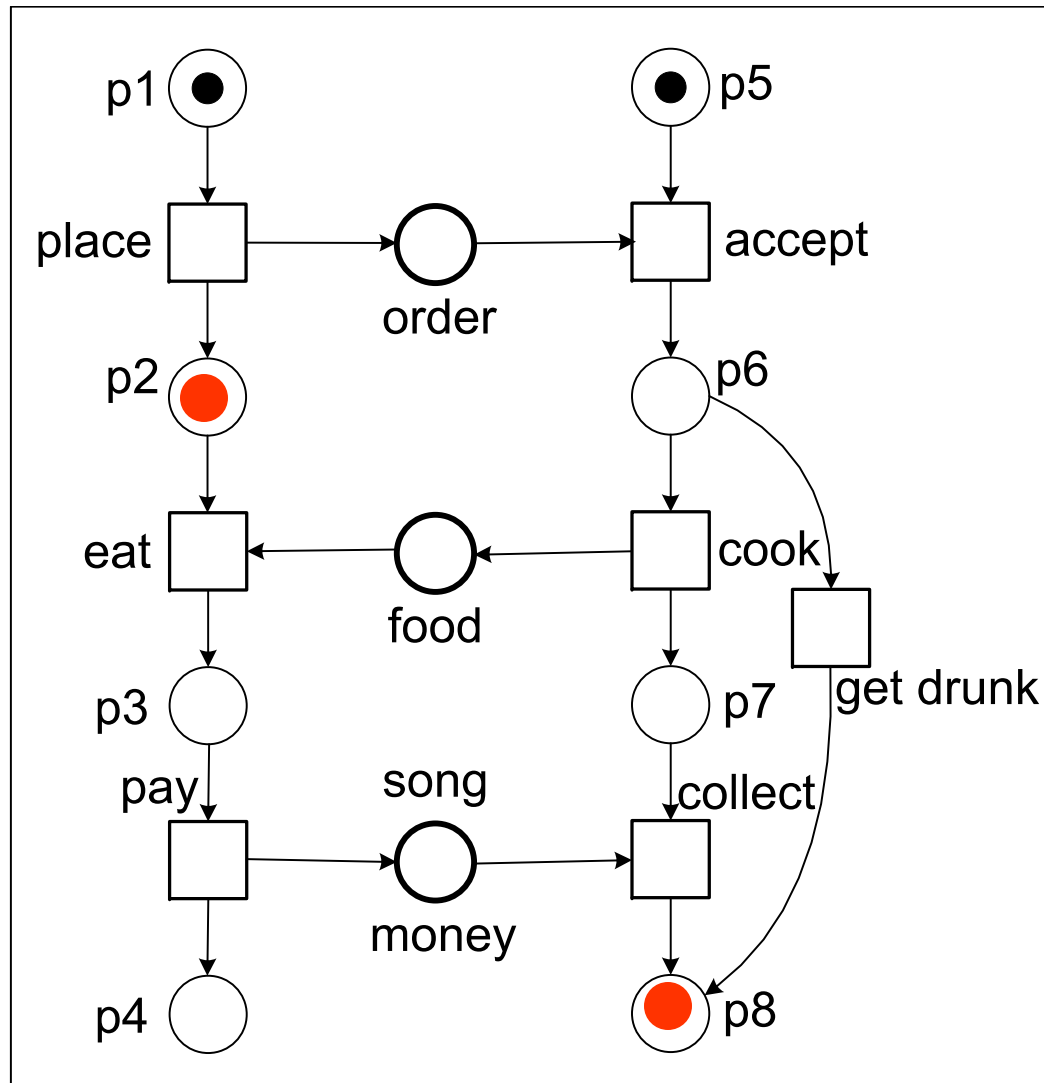 p1
p5
place
accept
order
p2
p6
eat
cook
food
get drunk
p3
p7
pay
song
collect
money
p4
p8